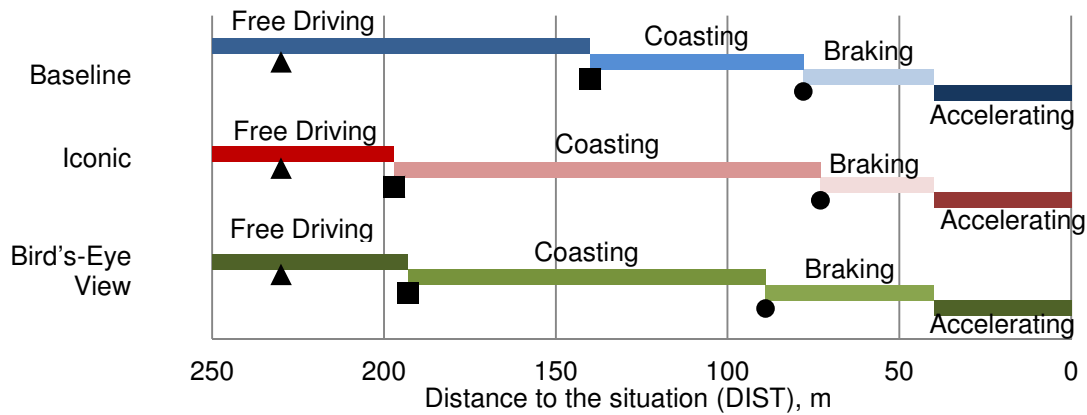 Free Driving
Coasting
Braking
Baseline
Accelerating
Free Driving
Coasting
Iconic
Braking
Accelerating
Free Driving
Bird's-Eye
View
Coasting
Braking
Accelerating
250 200 150 100 50 0
Distance to the situation (DIST), m